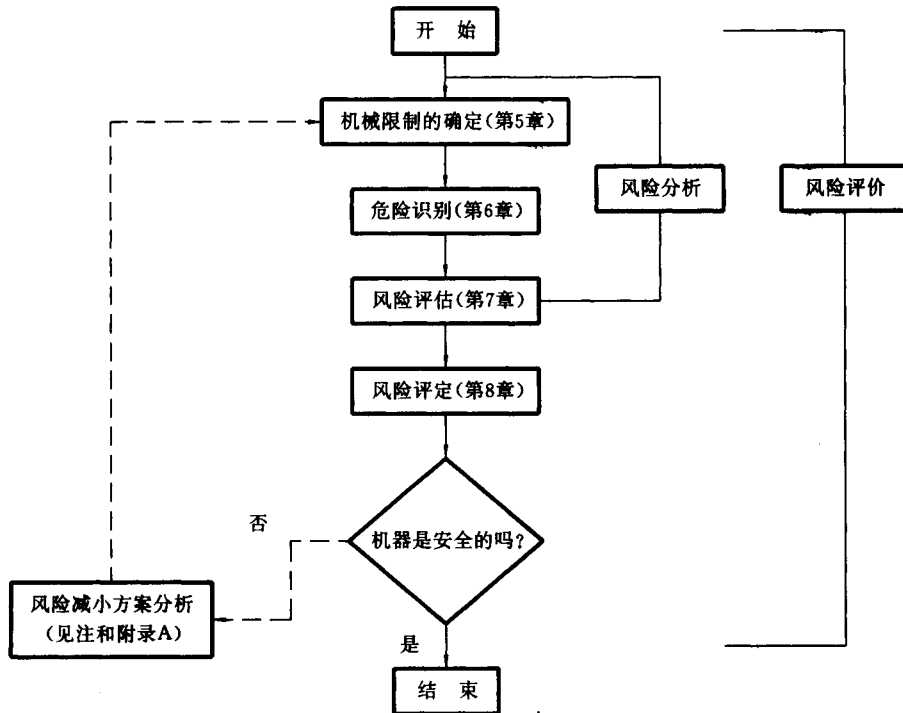 开 始
机械限制的确定(第5章)
危险识别(第6章)
风险分析
风险评价
风险评估(第7章)
风险评定(第8章)
否
机器是安全的吗?
风险减小方案分析
(见注和附录A)
是
结 束